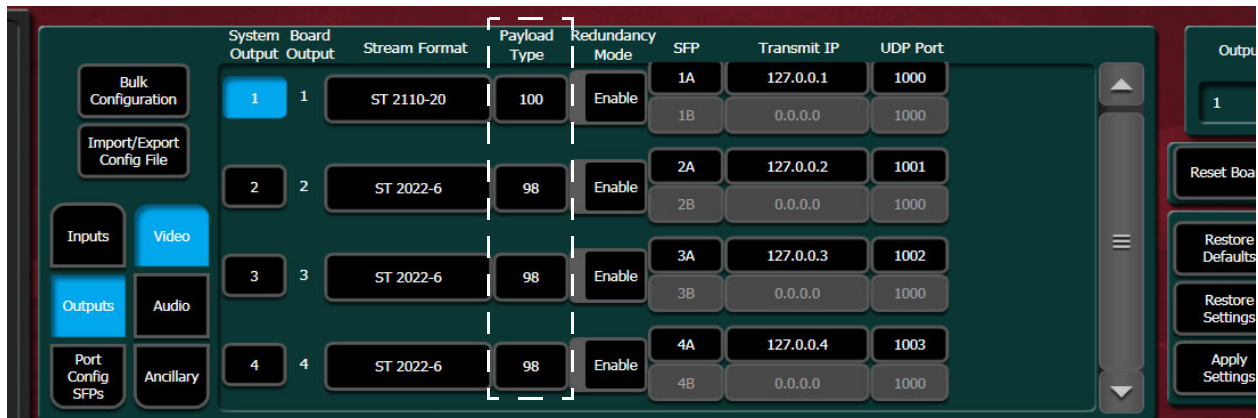 System Output
Board Output
Stream Format
Payload Type
Redundancy Mode
SFP
Transmit IP
UDP Port
Bulk Configuration
Import/Export Config File
Inputs
Video
Outputs
Audio
Port Config SFPs
Ancillary
1 1 ST 2110-20 100 Enable 1A 127.0.0.1 1000
1B 0.0.0.0 1000
2 2 ST 2022-6 98 Enable 2A 127.0.0.2 1001
2B 0.0.0.0 1000
3 3 ST 2022-6 98 Enable 3A 127.0.0.3 1002
3B 0.0.0.0 1000
4 4 ST 2022-6 98 Enable 4A 127.0.0.4 1003
4B 0.0.0.0 1000
Outpu
1
Reset Boa
Restore Defaults
Restore Settings
Apply Settings